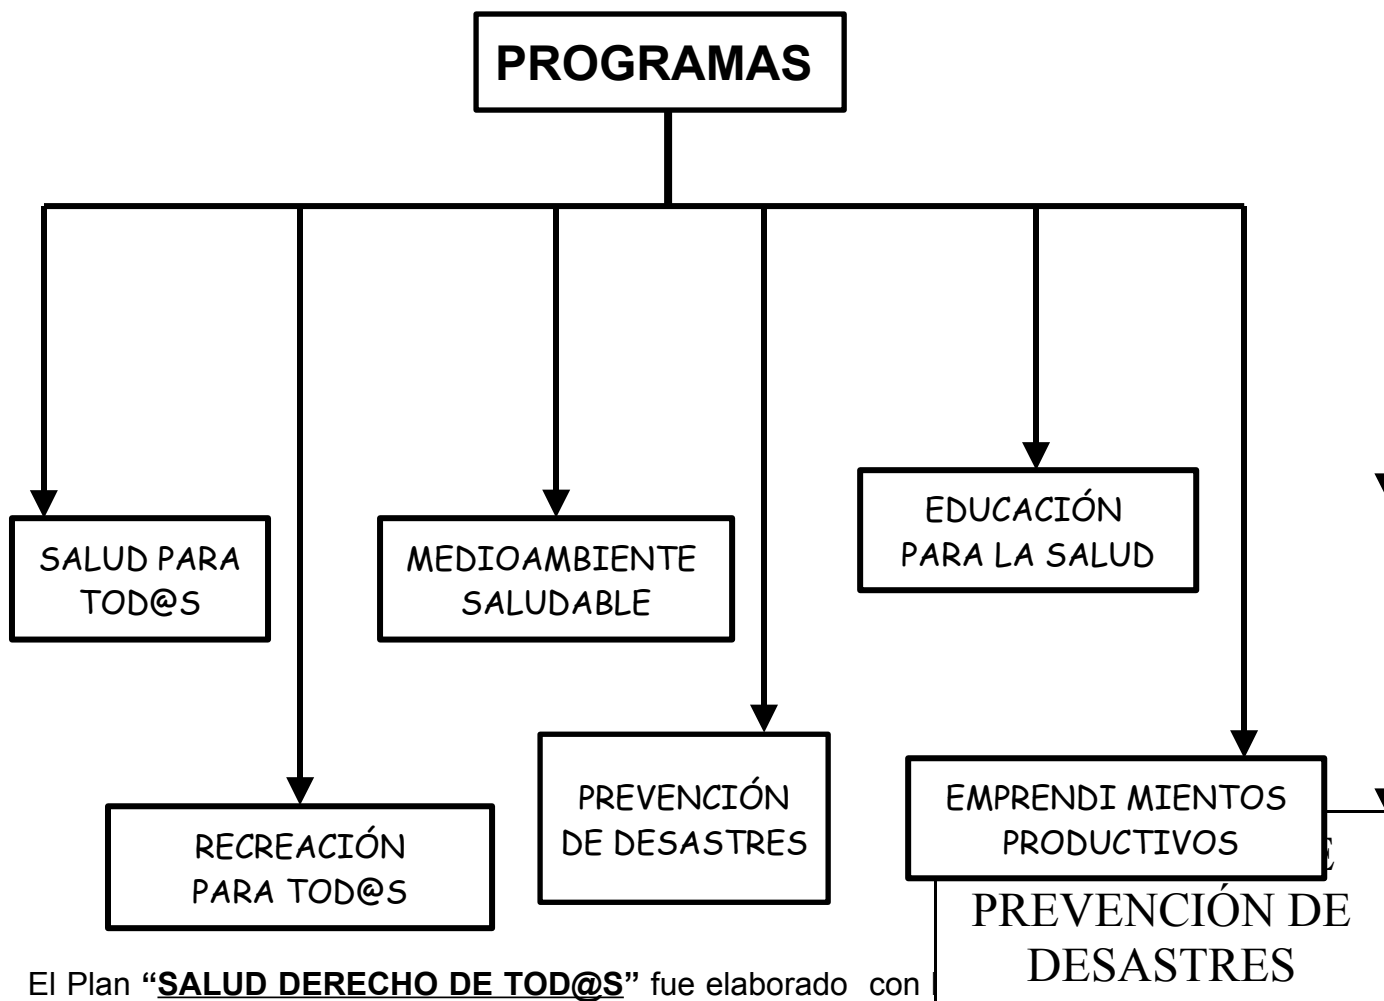 PROGRAMAS
SALUD PARA
TOD@S
MEDIOAMBIENTE
SALUDABLE
EDUCACIÓN
PARA LA SALUD
RECREACIÓN
PARA TOD@S
PREVENCIÓN
DE DESASTRES
EMPRENDI MIENTOS
PRODUCTIVOS
PREVENCIÓN DE
DESASTRES
El Plan “SALUD DERECHO DE TOD@S” fue elaborado con